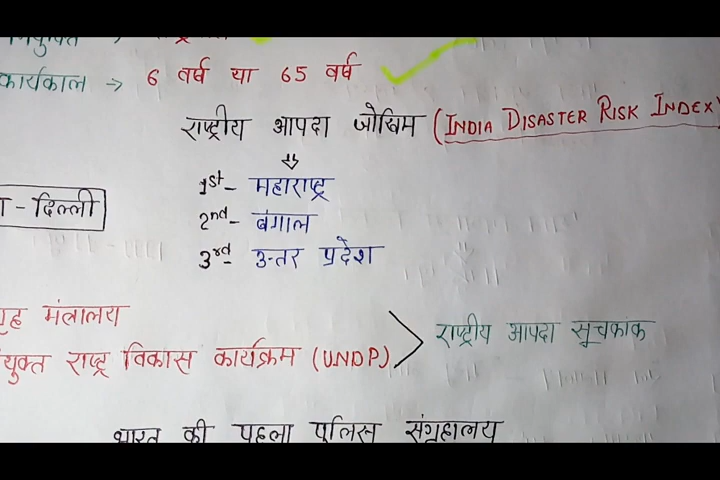 कार्यकाल → 6 वर्ष या 65 वर्ष
राष्ट्रीय आपदा जोखिम (INDIA DISASTER RISK INDEX)
1st- महाराष्ट्र
2nd- बंगाल
- दिल्ली
3rd- उत्तर प्रदेश
मंत्रालय
राष्ट्रीय आपदा सूचकांक
राष्ट्र विकास कार्यक्रम (UNDP)
भारत की पहला पुलिस संग्रहालय